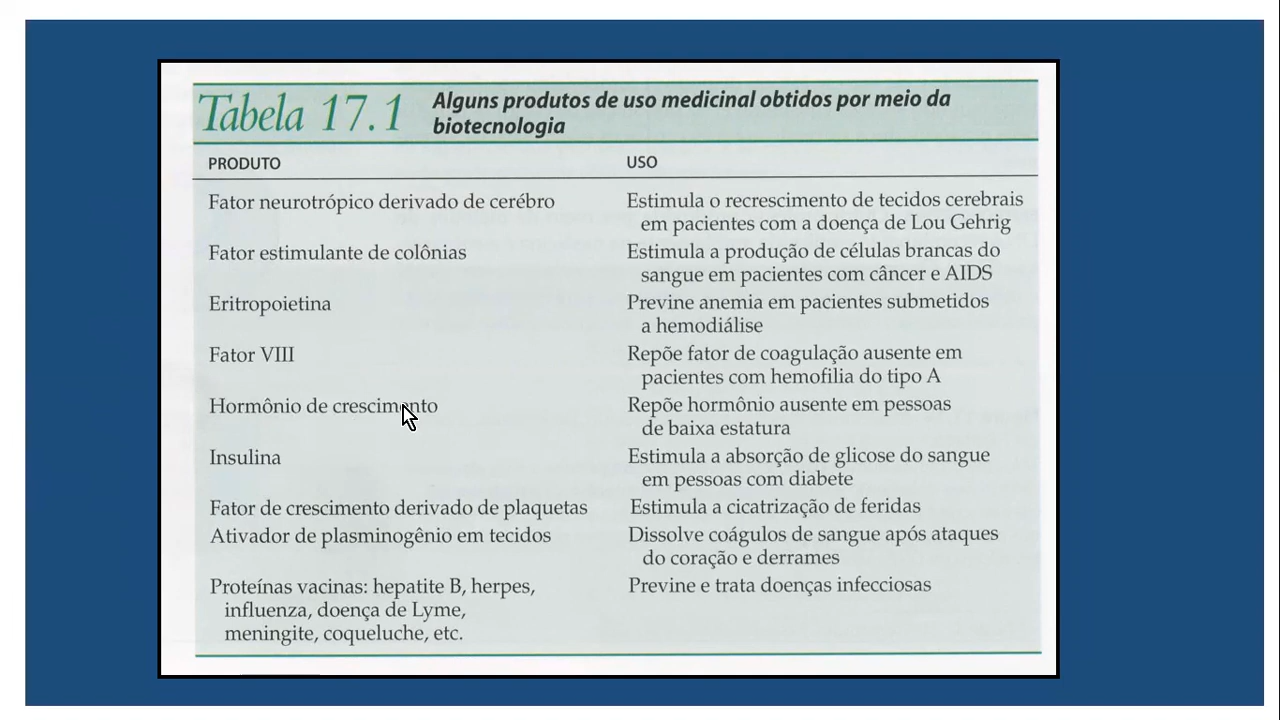 Tabela 17.1 Alguns produtos de uso medicinal obtidos por meio da
biotecnologia
PRODUTO USO
Fator neurotrópico derivado de cerébro Estimula o recrescimento de tecidos cerebrais
em pacientes com a doença de Lou Gehrig
Fator estimulante de colônias Estimula a produção de células brancas do
sangue em pacientes com câncer e AIDS
Eritropoietina Previne anemia em pacientes submetidos
a hemodiálise
Fator VIII Repõe fator de coagulação ausente em
pacientes com hemofilia do tipo A
Hormônio de crescimento Repõe hormônio ausente em pessoas
de baixa estatura
Insulina Estimula a absorção de glicose do sangue
em pessoas com diabete
Fator de crescimento derivado de plaquetas Estimula a cicatrização de feridas
Ativador de plasminogênio em tecidos Dissolve coágulos de sangue após ataques
do coração e derrames
Proteínas vacinas: hepatite B, herpes, Previne e trata doenças infecciosas
influenza, doença de Lyme,
meningite, coqueluche, etc.